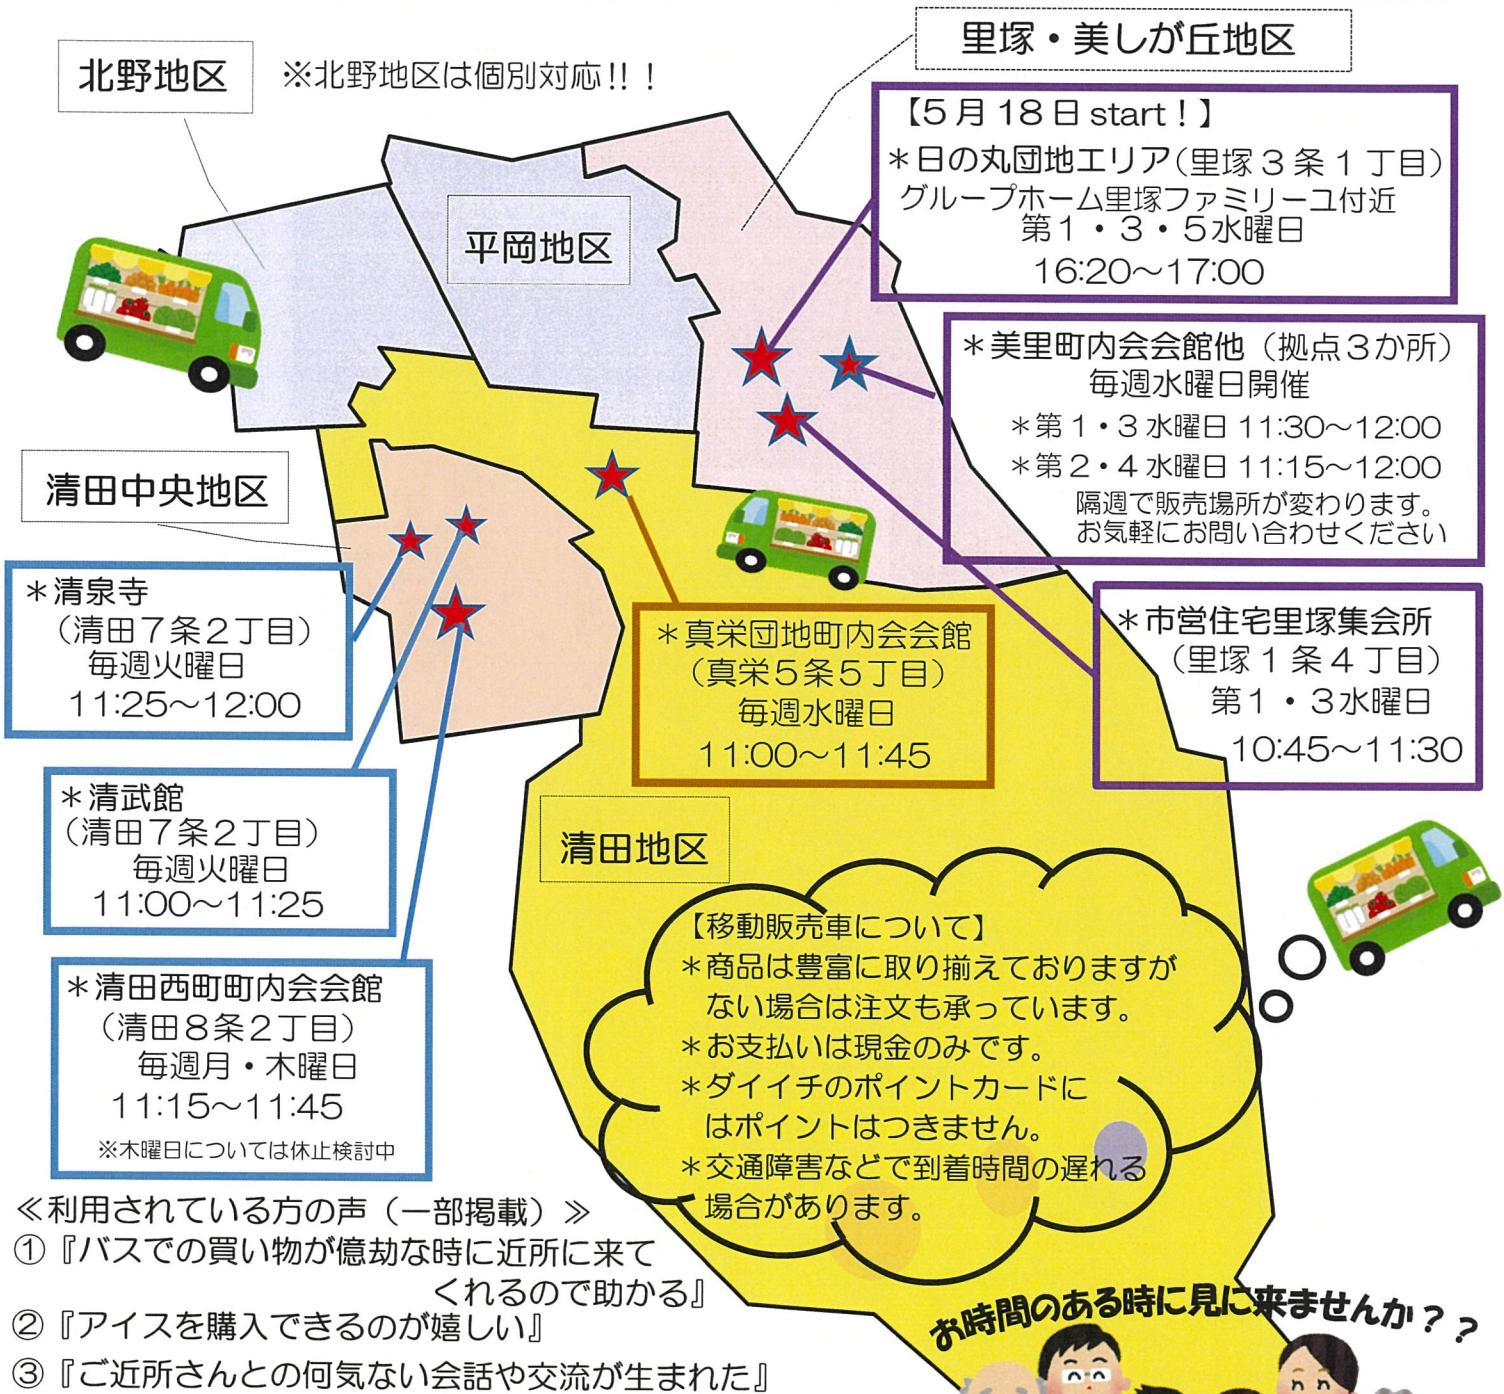 北野地区
※北野地区は個別対応!!！
里塚・美しが丘地区
【5月18日 start！】
＊日の丸団地エリア(里塚3条1丁目)
グループホーム里塚ファミリーユ付近
第1・3・5水曜日
16:20～17:00
平岡地区
＊美里町内会会館他（拠点3か所）
毎週水曜日開催
＊第1・3水曜日 11:30～12:00
＊第2・4水曜日 11:15～12:00
隔週で販売場所が変わります。
お気軽にお問い合わせください
清田中央地区
＊清泉寺
（清田7条2丁目）
毎週火曜日
11:25～12:00
＊真栄団地町内会会館
（真栄5条5丁目）
毎週水曜日
11:00～11:45
＊市営住宅里塚集会所
（里塚1条4丁目）
第1・3水曜日
10:45～11:30
＊清武館
（清田7条2丁目）
毎週火曜日
11:00～11:25
清田地区
＊清田西町町内会会館
（清田8条2丁目）
毎週月・木曜日
11:15～11:45
※木曜日については休止検討中
【移動販売車について】
＊商品は豊富に取り揃えておりますが
ない場合は注文も承っています。
＊お支払いは現金のみです。
＊ダイイチのポイントカードに
はポイントはつきません。
＊交通障害などで到着時間の遅れる
場合があります。
≪利用されている方の声（一部掲載）≫
①『バスでの買い物が億劫な時に近所に来て
くれるので助かる』
②『アイスを購入できるのが嬉しい』
③『ご近所さんとの何気ない会話や交流が生まれた』
お時間のある時に見に来ませんか？？